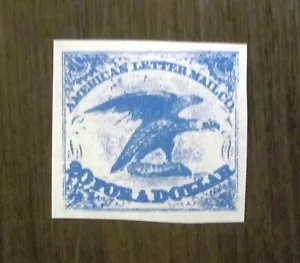 AMERICAN LETTER MAIL CO.
20 FOR A DOLLAR